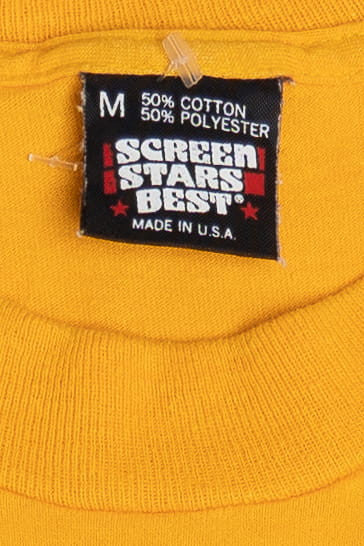 M 50% COTTON
50% POLYESTER
SCREEN
STARS
BEST®
MADE IN U.S.A.